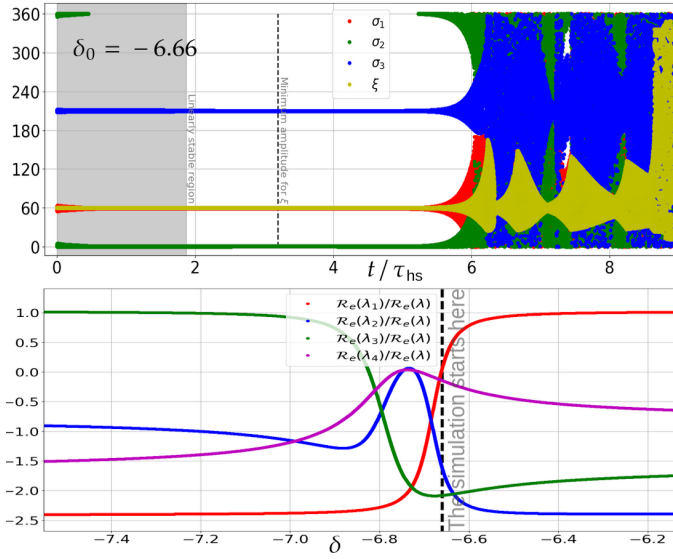 360
300
240
180
120
60
0
δ₀ = −6.66
σ₁
σ₂
σ₃
ξ
Linearly stable
region
Minimum amplitude for ξ
0
2
4
6
8
t / τhs
1.0
0.5
0.0
−0.5
−1.0
−1.5
−2.0
−2.5
ℛe(λ₁)/ℛe(λ)
ℛe(λ₂)/ℛe(λ)
ℛe(λ₃)/ℛe(λ)
ℛe(λ₄)/ℛe(λ)
The simulation starts here
−7.4
−7.2
−7.0
−6.8
−6.6
−6.4
−6.2
δ